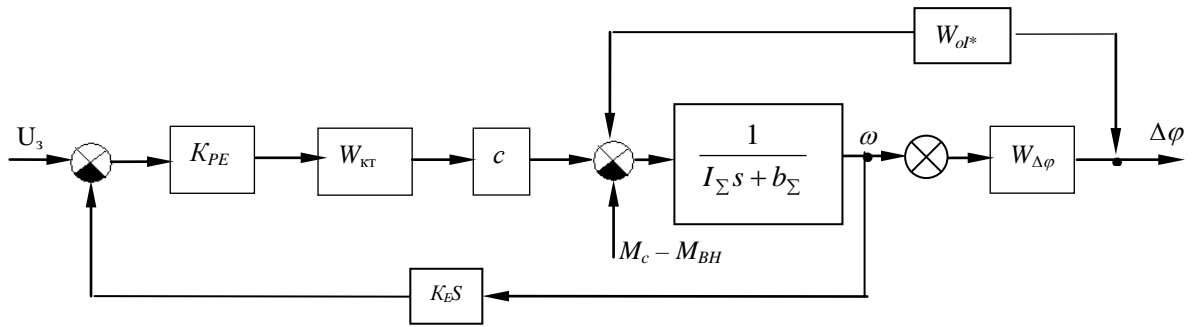 W_{oI*}
U_з
K_{PE}
W_{кт}
c
1
I_Σ s + b_Σ
ω
W_{Δφ}
Δφ
M_c – M_{BH}
K_E S